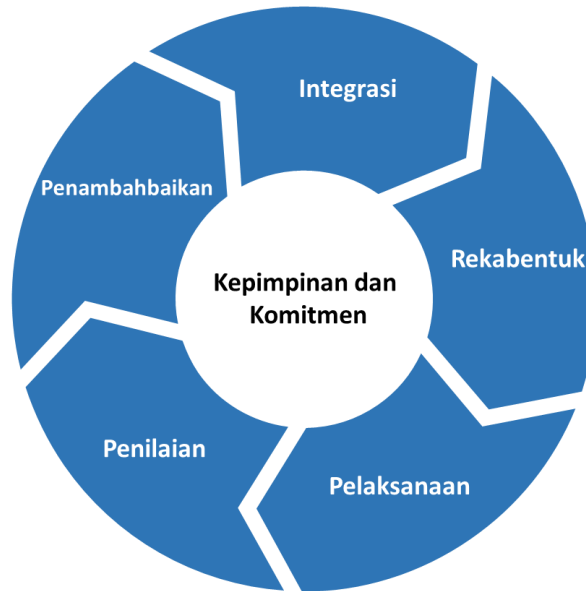 Integrasi
Penambahbaikan
Rekabentuk
Kepimpinan dan
Komitmen
Penilaian
Pelaksanaan